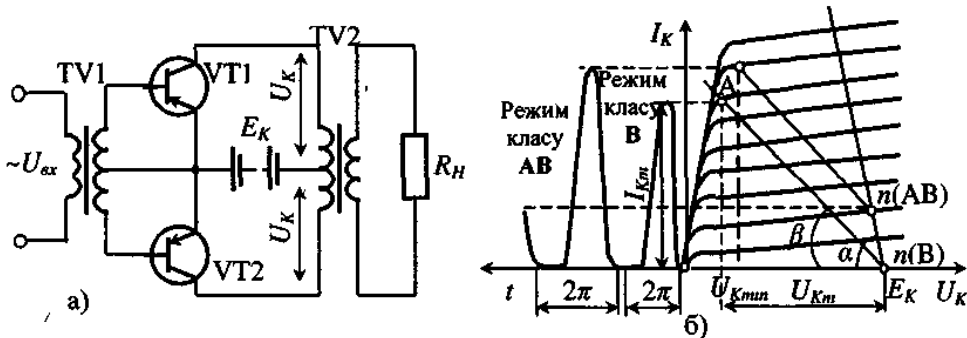 TV1
VT1
TV2
U_K
E_K
~U_вх
R_H
U_K
VT2
а)
I_K
Режим класу АВ
Режим класу В
A
I_Km
n(AB)
β
α
n(B)
t
2π
2π
U_Kmin
U_Km
E_K
U_K
б)